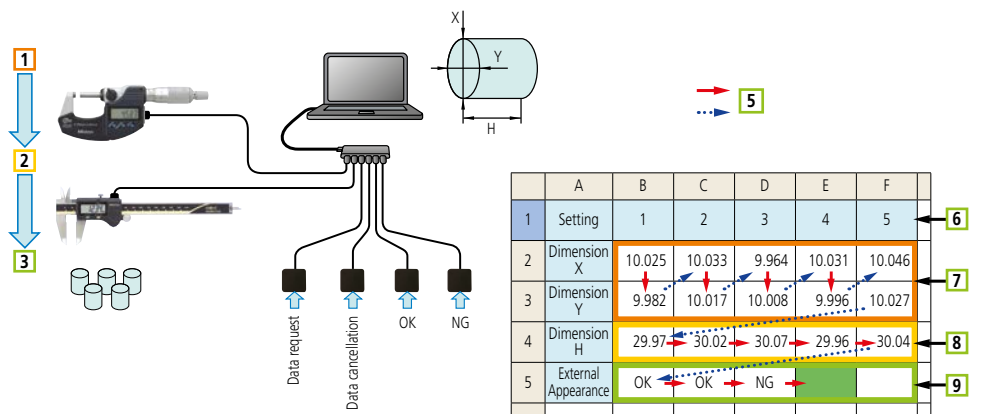 1
2
3
X
Y
H
5
Data request
Data cancellation
OK
NG
A B C D E F
1 Setting 1 2 3 4 5
6
2 Dimension X 10.025 10.033 9.964 10.031 10.046
7
3 Dimension Y 9.982 10.017 10.008 9.996 10.027
4 Dimension H 29.97 30.02 30.07 29.96 30.04
8
5 External Appearance OK OK NG
9